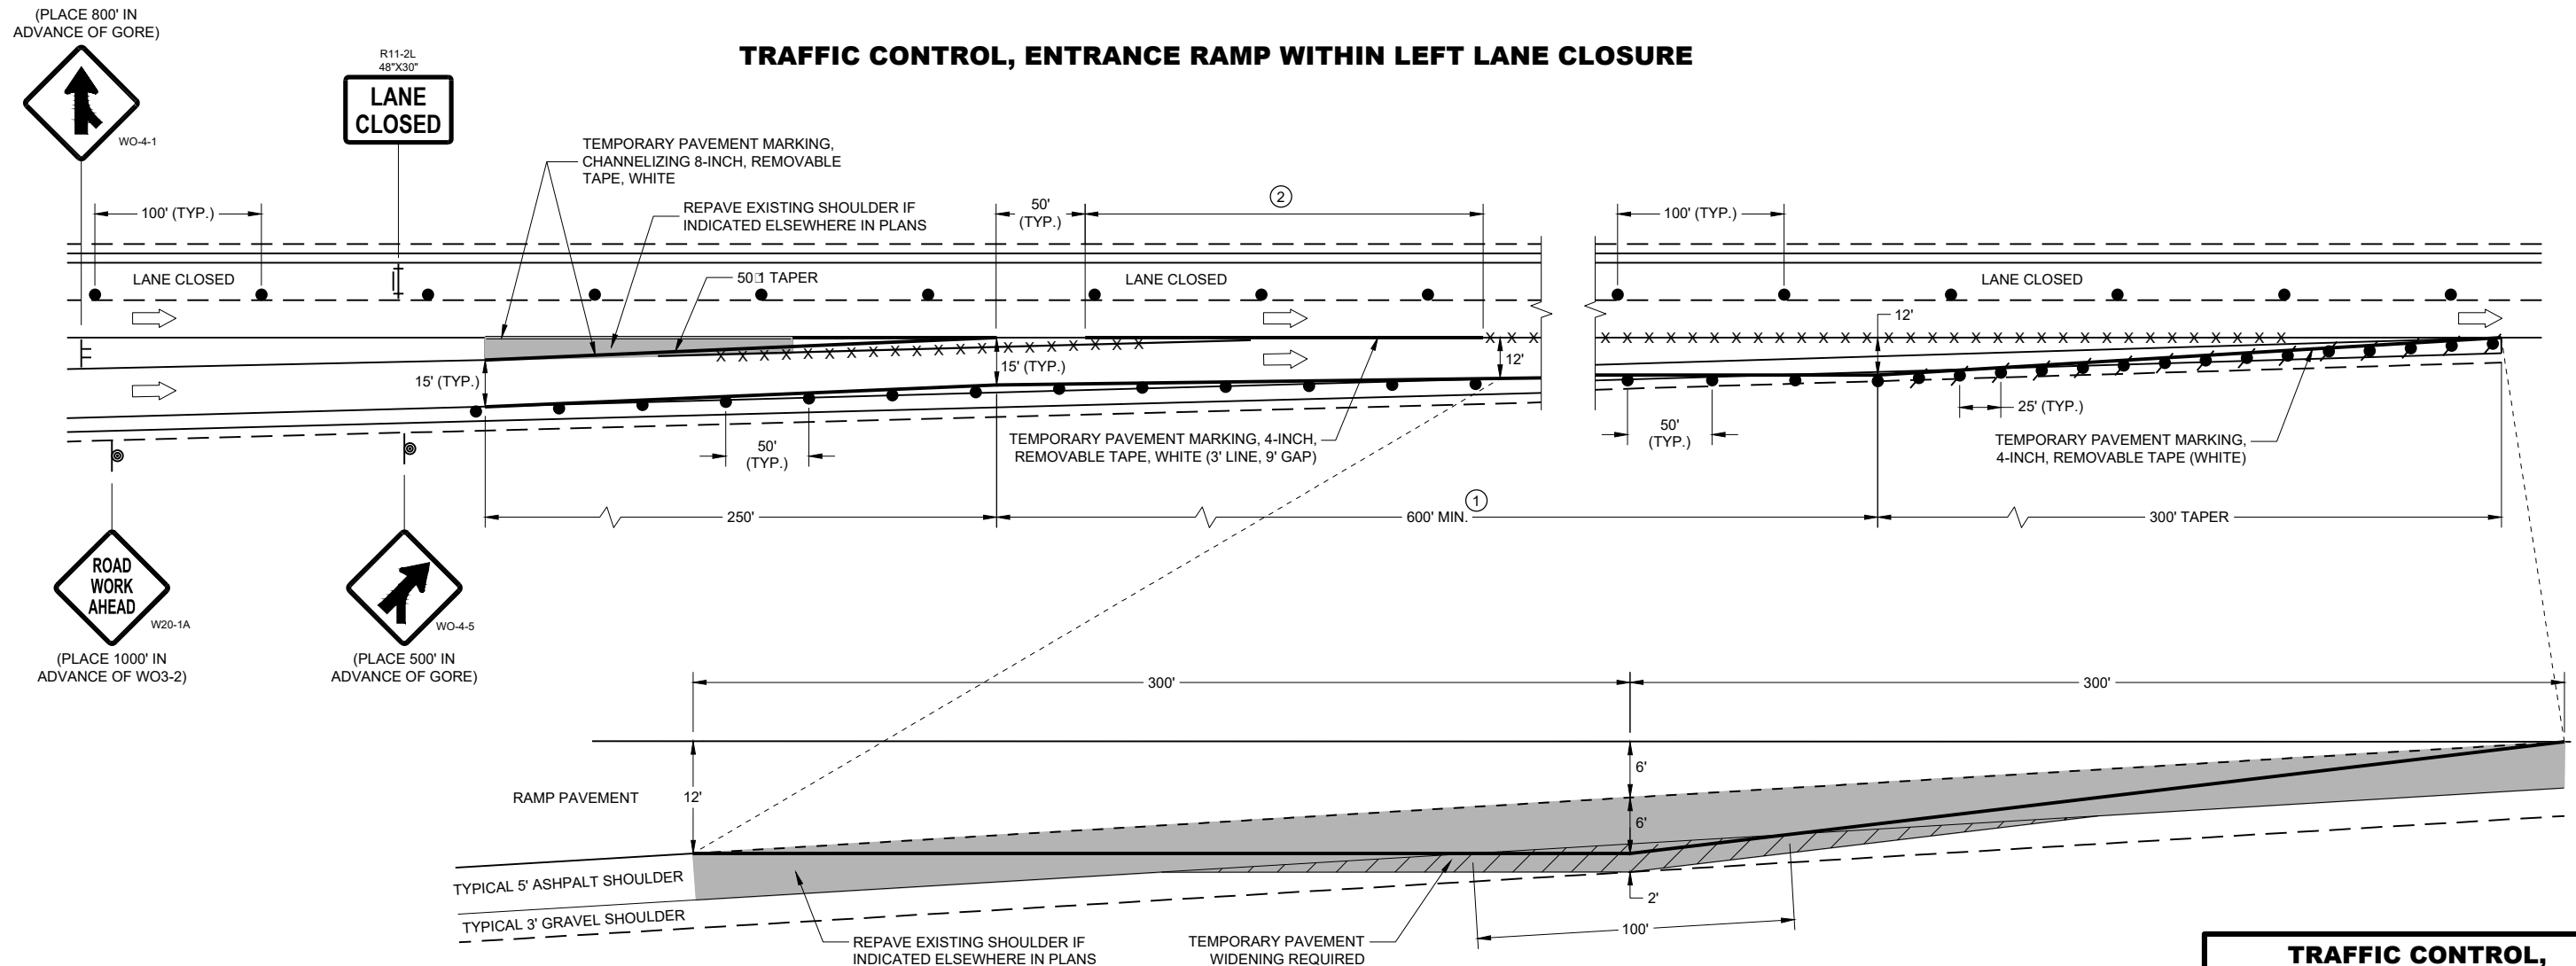 (PLACE 800' IN
ADVANCE OF GORE)
WO-4-1
R11-2L
48"X30"
LANE
CLOSED
TRAFFIC CONTROL, ENTRANCE RAMP WITHIN LEFT LANE CLOSURE
TEMPORARY PAVEMENT MARKING,
CHANNELIZING 8-INCH, REMOVABLE
TAPE, WHITE
REPAVE EXISTING SHOULDER IF
INDICATED ELSEWHERE IN PLANS
100' (TYP.)
50'
(TYP.)
2
100' (TYP.)
LANE CLOSED
50□1 TAPER
LANE CLOSED
LANE CLOSED
12'
15' (TYP.)
15' (TYP.)
12'
50'
(TYP.)
TEMPORARY PAVEMENT MARKING, 4-INCH,
REMOVABLE TAPE, WHITE (3' LINE, 9' GAP)
50'
(TYP.)
25' (TYP.)
TEMPORARY PAVEMENT MARKING,
4-INCH, REMOVABLE TAPE (WHITE)
250'
1
600' MIN.
300' TAPER
ROAD
WORK
AHEAD
W20-1A
(PLACE 1000' IN
ADVANCE OF WO3-2)
WO-4-5
(PLACE 500' IN
ADVANCE OF GORE)
300'
300'
RAMP PAVEMENT
12'
6'
6'
TYPICAL 5' ASHPALT SHOULDER
TYPICAL 3' GRAVEL SHOULDER
2'
100'
REPAVE EXISTING SHOULDER IF
INDICATED ELSEWHERE IN PLANS
TEMPORARY PAVEMENT
WIDENING REQUIRED
TRAFFIC CONTROL,